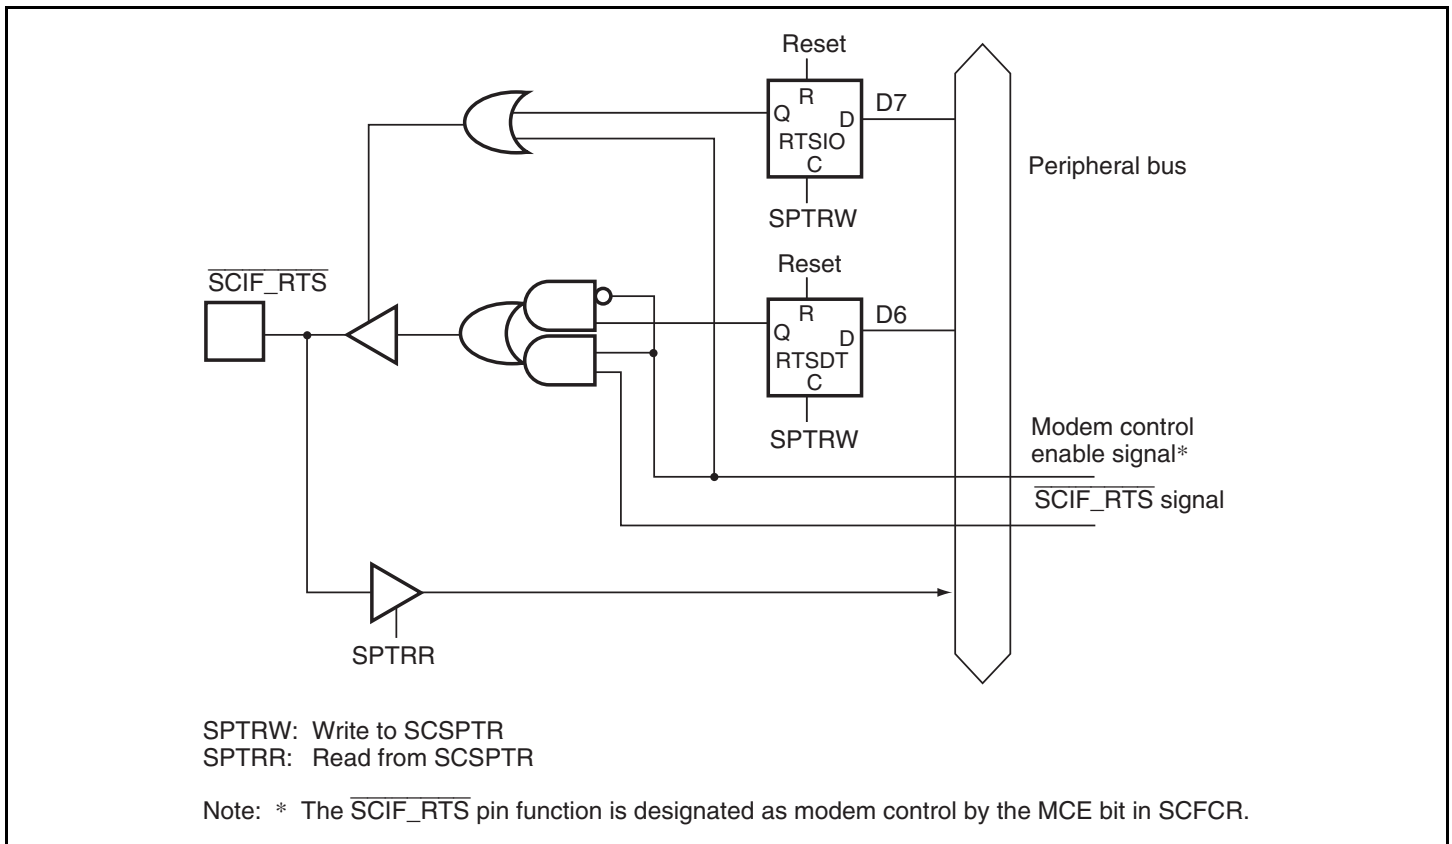 Reset
R
Q
D
RTSIO
C
D7
SPTRW
Peripheral bus
SCIF_RTS
Reset
R
Q
D
RTSDT
C
D6
SPTRW
Modem control
enable signal*
SCIF_RTS signal
SPTRR
SPTRW: Write to SCSPTR
SPTRR: Read from SCSPTR
Note: * The SCIF_RTS pin function is designated as modem control by the MCE bit in SCFCR.